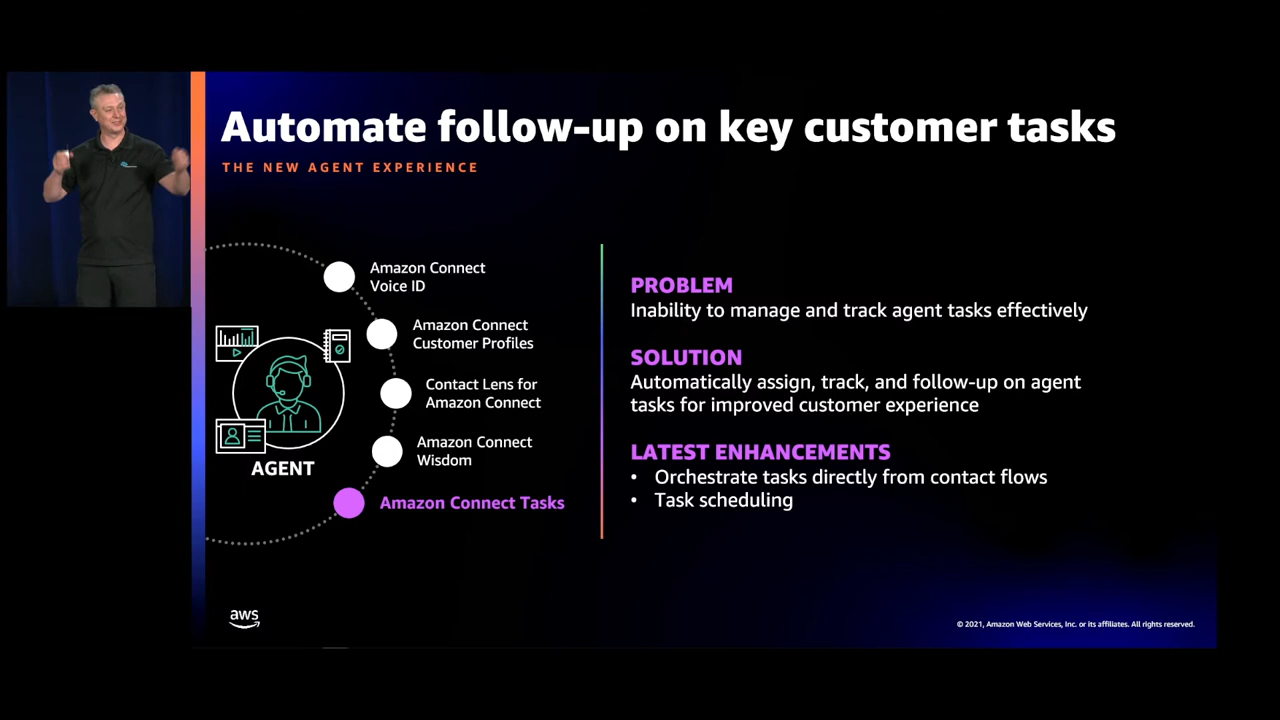 Automate follow-up on key customer tasks
THE NEW AGENT EXPERIENCE
Amazon Connect
Voice ID
Amazon Connect
Customer Profiles
Contact Lens for
Amazon Connect
Amazon Connect
Wisdom
Amazon Connect Tasks
AGENT
PROBLEM
Inability to manage and track agent tasks effectively
SOLUTION
Automatically assign, track, and follow-up on agent
tasks for improved customer experience
LATEST ENHANCEMENTS
• Orchestrate tasks directly from contact flows
• Task scheduling
aws
© 2021, Amazon Web Services, Inc. or its affiliates. All rights reserved.